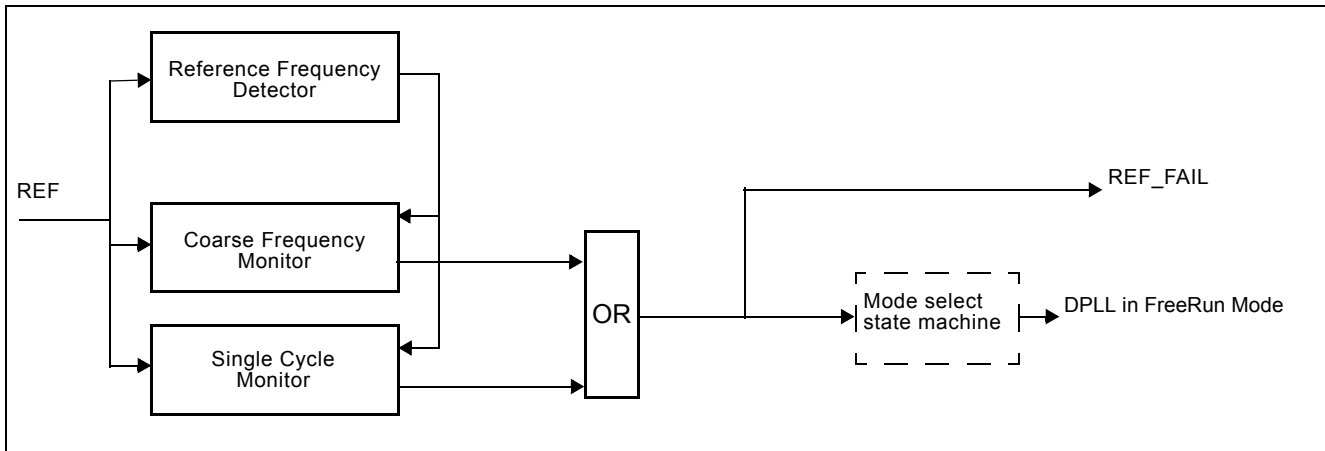 Reference Frequency
Detector
REF
REF_FAIL
Coarse Frequency
Monitor
OR
Mode select
state machine
DPLL in FreeRun Mode
Single Cycle
Monitor